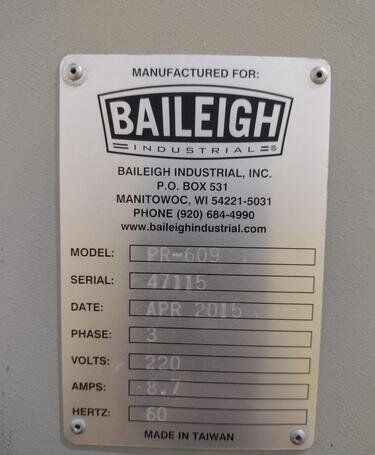 MANUFACTURED FOR:
BAILEIGH
INDUSTRIAL ®
BAILEIGH INDUSTRIAL, INC.
P.O. BOX 531
MANITOWOC, WI 54221-5031
PHONE (920) 684-4990
www.baileighindustrial.com
MODEL: PR-609
SERIAL: 47115
DATE: APR 2015
PHASE: 3
VOLTS: 220
AMPS: 8.7
HERTZ: 60
MADE IN TAIWAN